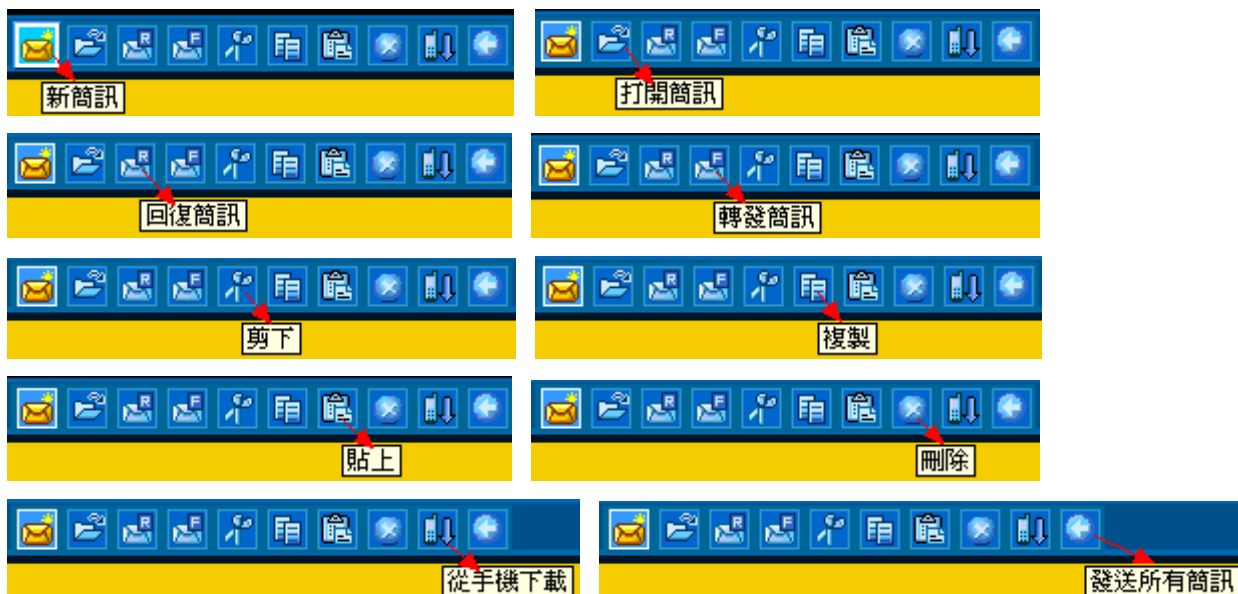 新簡訊
打開簡訊
回復簡訊
轉發簡訊
剪下
複製
貼上
刪除
從手機下載
發送所有簡訊